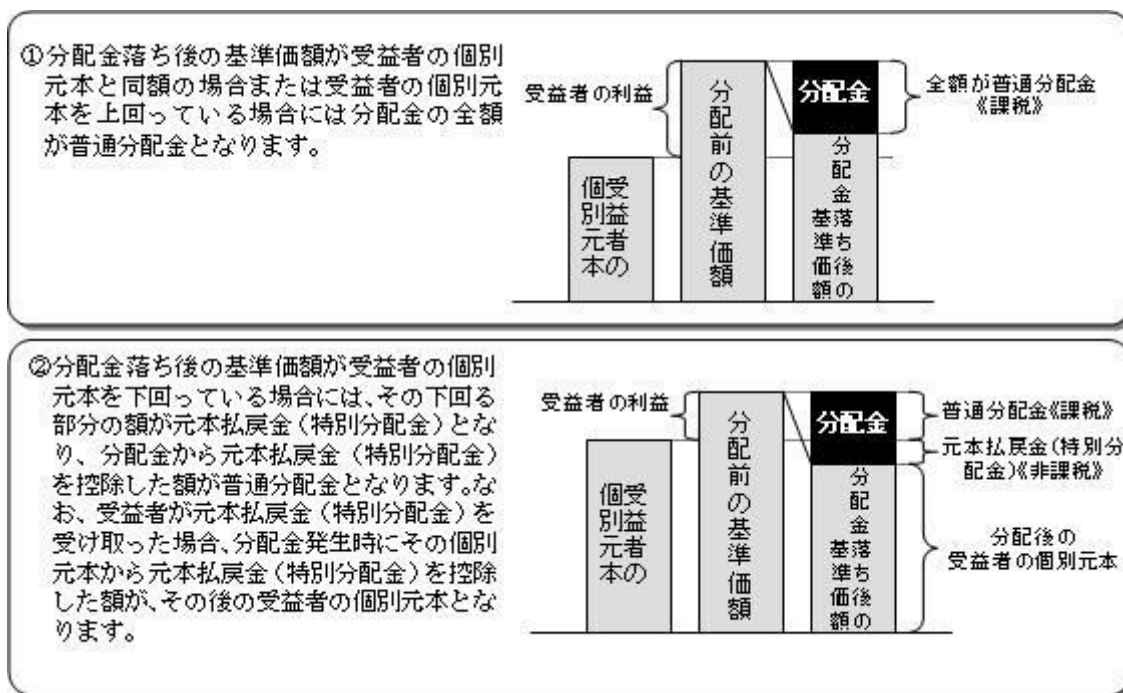 ①分配金落ち後の基準価額が受益者の個別
元本と同額の場合または受益者の個別元
本を上回っている場合には分配金の全額
が普通分配金となります。
受益者の利益
受益者の
個別元本
分配前の基準価額
分配金
分配金落ち後の
基準価額
全額が普通分配金
《課税》
②分配金落ち後の基準価額が受益者の個別
元本を下回っている場合には、その下回る
部分の額が元本払戻金(特別分配金)とな
り、分配金から元本払戻金(特別分配金)
を控除した額が普通分配金となります。な
お、受益者が元本払戻金(特別分配金)を
受け取った場合、分配金発生時にその個別
元本から元本払戻金(特別分配金)を控除
した額が、その後の受益者の個別元本とな
ります。
受益者の利益
受益者の
個別元本
分配前の基準価額
分配金
分配金落ち後の
基準価額
普通分配金《課税》
元本払戻金(特別分
配金)《非課税》
分配後の
受益者の個別元本